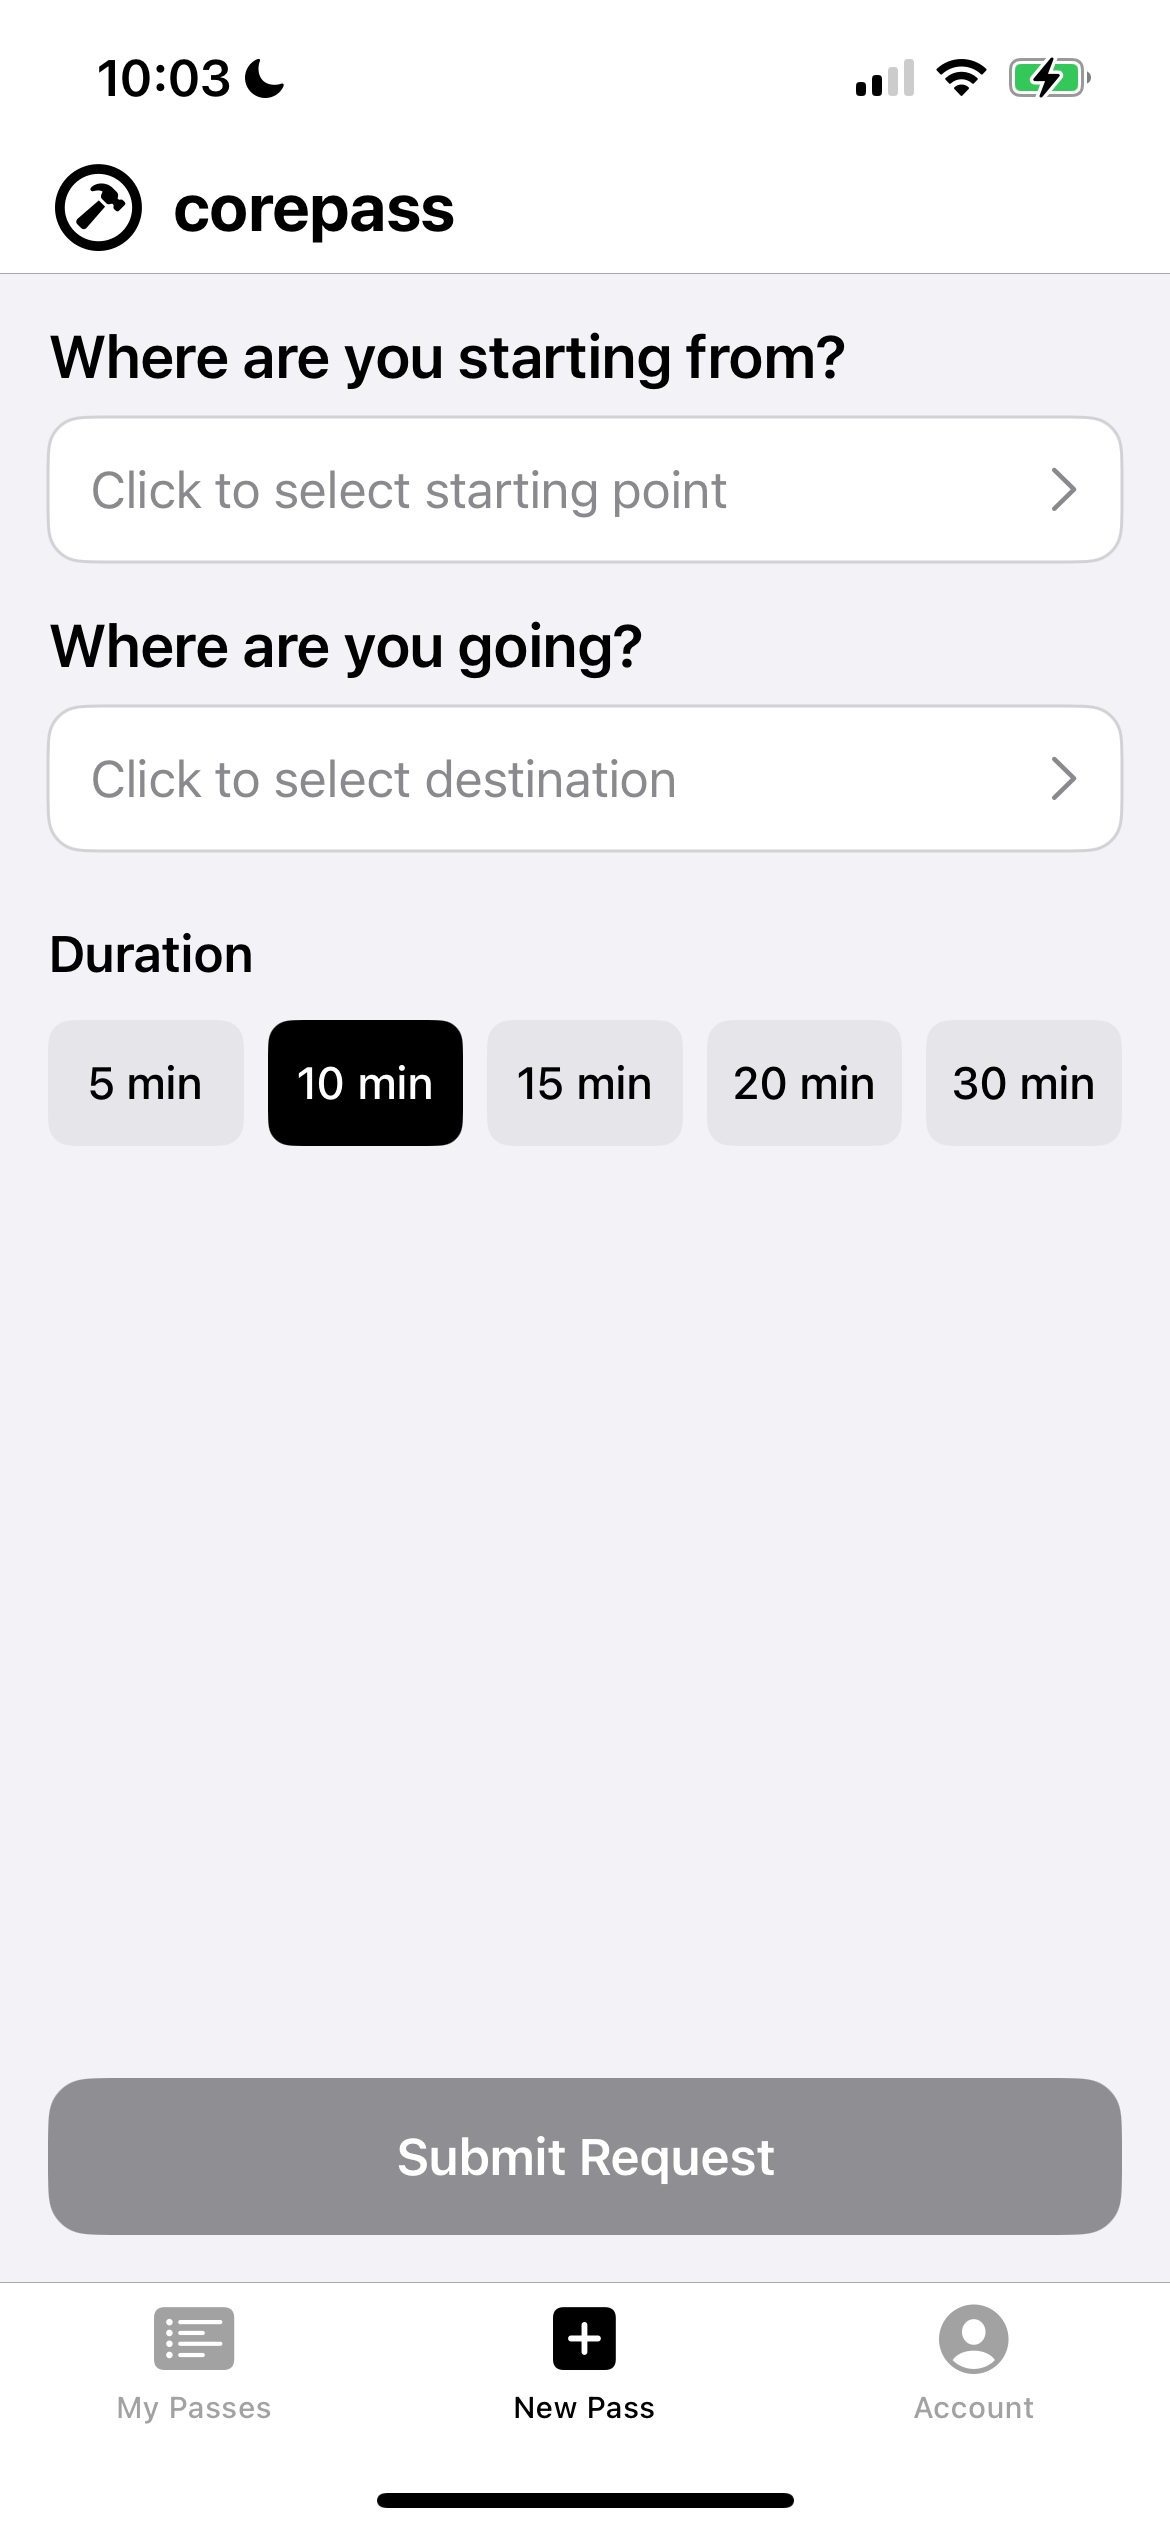 10:03
corepass
Where are you starting from?
Click to select starting point
Where are you going?
Click to select destination
Duration
5 min 10 min 15 min 20 min 30 min
Submit Request
My Passes New Pass Account